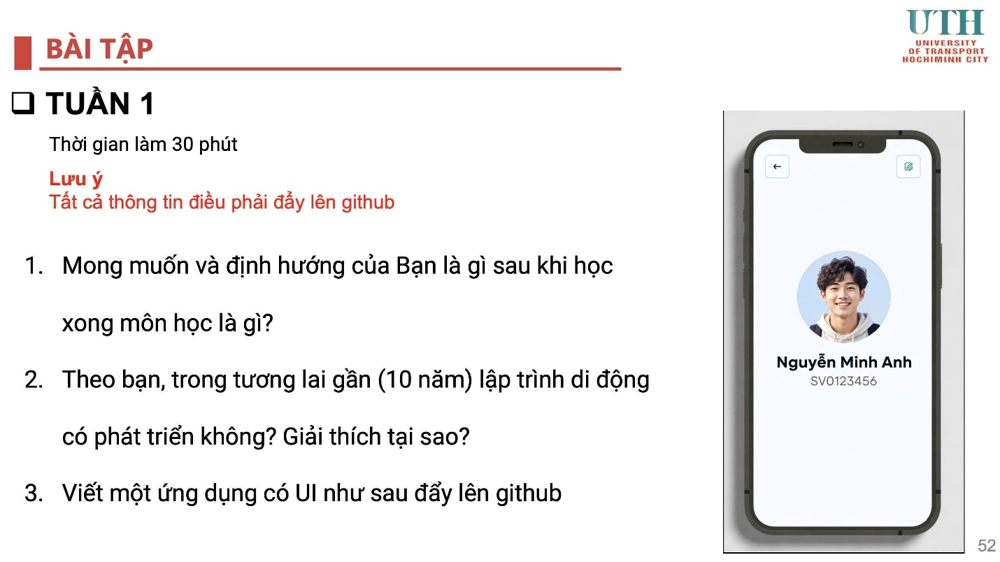 BÀI TẬP
UTH
UNIVERSITY
OF TRANSPORT
HOCHIMINH CITY
TUẦN 1
Thời gian làm 30 phút
Lưu ý
Tất cả thông tin điều phải đẩy lên github
1. Mong muốn và định hướng của Bạn là gì sau khi học
xong môn học là gì?
2. Theo bạn, trong tương lai gần (10 năm) lập trình di động
có phát triển không? Giải thích tại sao?
3. Viết một ứng dụng có UI như sau đẩy lên github
Nguyễn Minh Anh
SV0123456
52